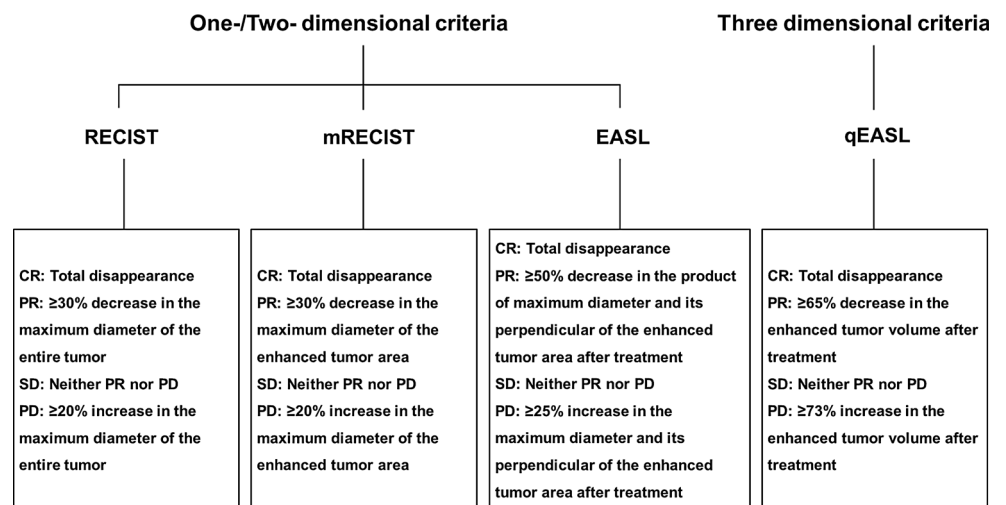 One-/Two- dimensional criteria
Three dimensional criteria
RECIST
mRECIST
EASL
qEASL
CR: Total disappearance
PR: ≥30% decrease in the
maximum diameter of the
entire tumor
SD: Neither PR nor PD
PD: ≥20% increase in the
maximum diameter of the
entire tumor
CR: Total disappearance
PR: ≥30% decrease in the
maximum diameter of the
enhanced tumor area
SD: Neither PR nor PD
PD: ≥20% increase in the
maximum diameter of the
enhanced tumor area
CR: Total disappearance
PR: ≥50% decrease in the product
of maximum diameter and its
perpendicular of the enhanced
tumor area after treatment
SD: Neither PR nor PD
PD: ≥25% increase in the
maximum diameter and its
perpendicular of the enhanced
tumor area after treatment
CR: Total disappearance
PR: ≥65% decrease in the
enhanced tumor volume after
treatment
SD: Neither PR nor PD
PD: ≥73% increase in the
enhanced tumor volume after
treatment